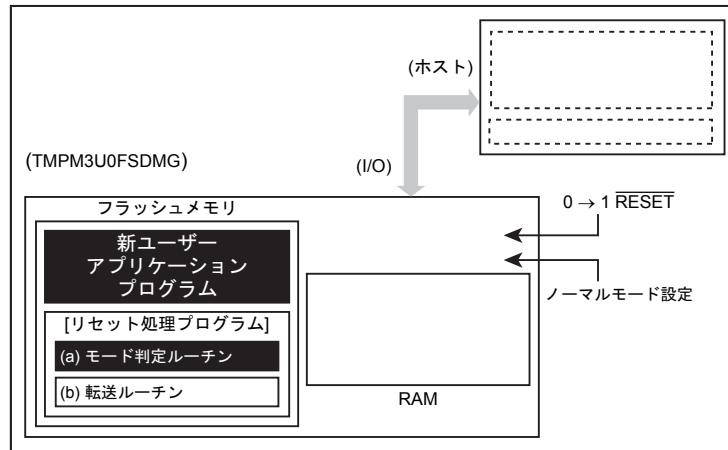 (ホスト)
(I/O)
(TMPM3U0FSDMG)
フラッシュメモリ
0 → 1 RESET
新ユーザー
アプリケーション
プログラム
ノーマルモード設定
[リセット処理プログラム]
(a) モード判定ルーチン
(b) 転送ルーチン
RAM